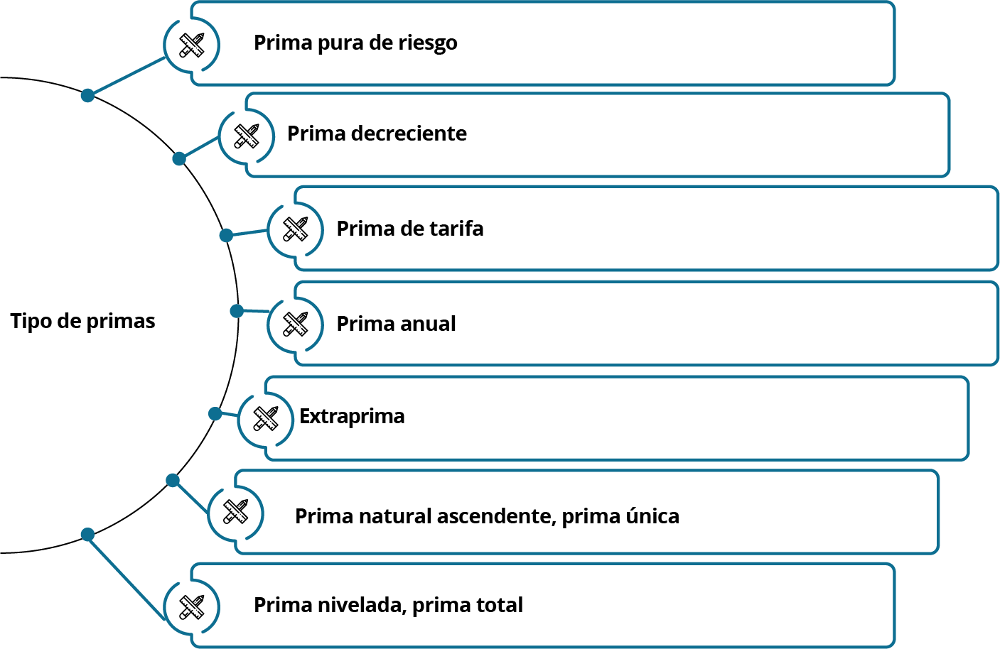 Tipo de primas
Prima pura de riesgo
Prima decreciente
Prima de tarifa
Prima anual
Extraprima
Prima natural ascendente, prima única
Prima nivelada, prima total